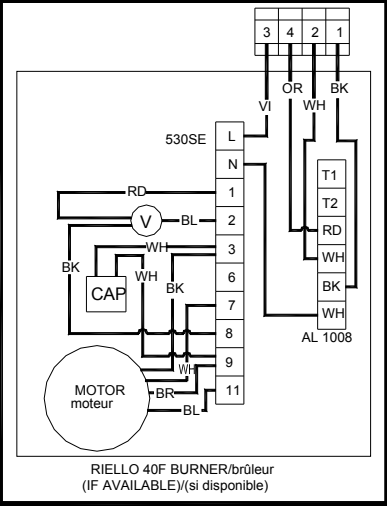 3 4 2 1
OR BK
VI WH
530SE L
N T1
RD 1 T2
V BL 2 RD
WH 3 WH
BK WH 6
CAP BK BK
7 WH
8 AL 1008
WH 9
MOTOR BR
moteur BL 11
RIELLO 40F BURNER/brûleur
(IF AVAILABLE)/(si disponible)